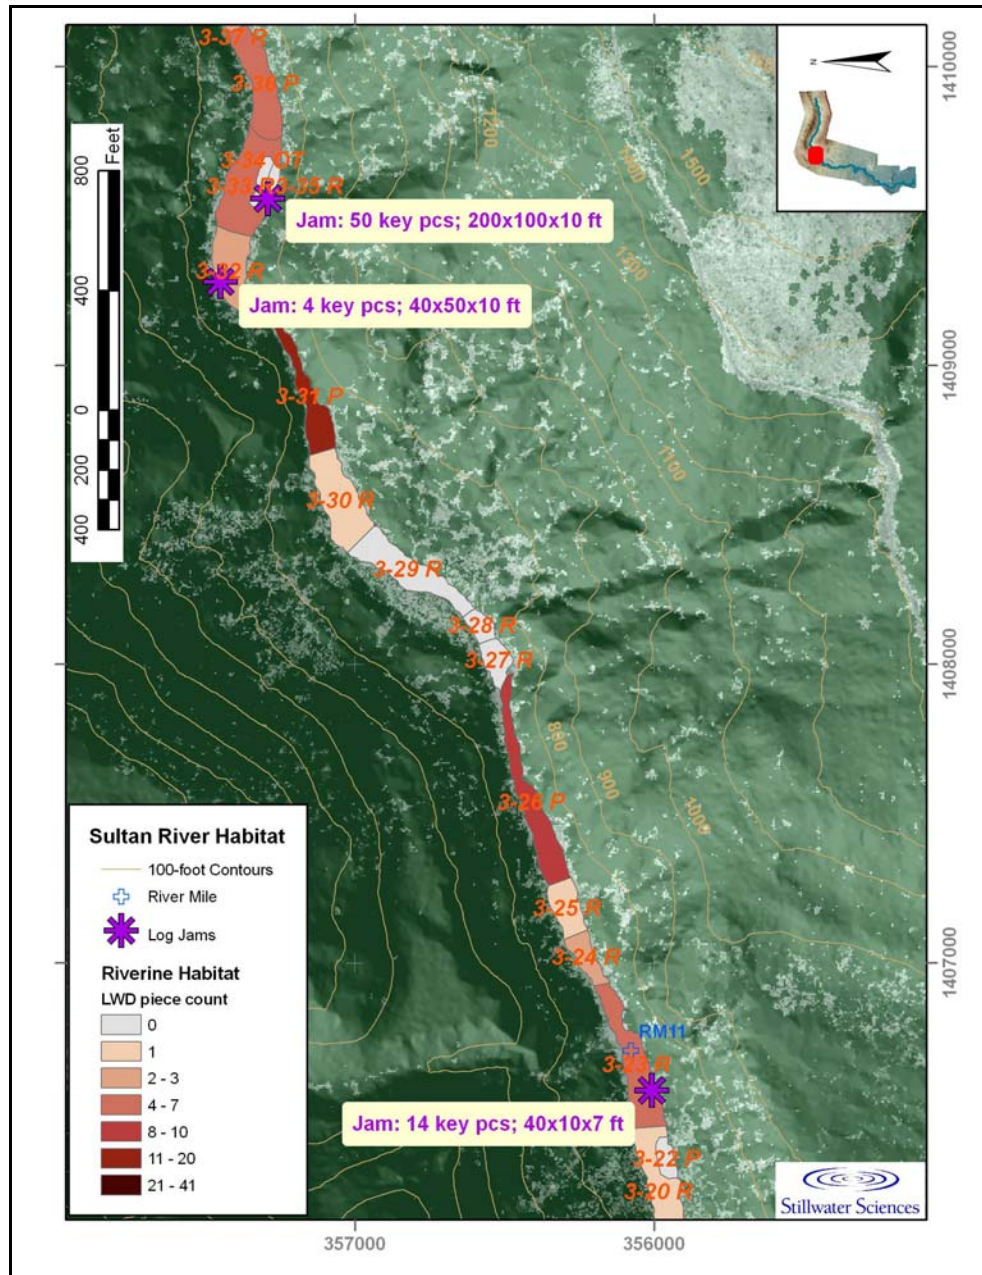 3-37 R
3-36 P
3-34 OT
3-33 R
3-35 R
Jam: 50 key pcs; 200x100x10 ft
3-32 R
Jam: 4 key pcs; 40x50x10 ft
3-31 P
3-30 R
3-29 R
3-28 R
3-27 R
3-26 P
3-25 R
3-24 R
RM11
3-23 R
Jam: 14 key pcs; 40x10x7 ft
3-22 P
3-20 R
1200
1500
1300
1100
800
900
1000
N
Feet
800
400
0
200
400
1410000
1409000
1408000
1407000
357000
356000
Sultan River Habitat
100-foot Contours
River Mile
Log Jams
Riverine Habitat
LWD piece count
0
1
2 - 3
4 - 7
8 - 10
11 - 20
21 - 41
Stillwater Sciences